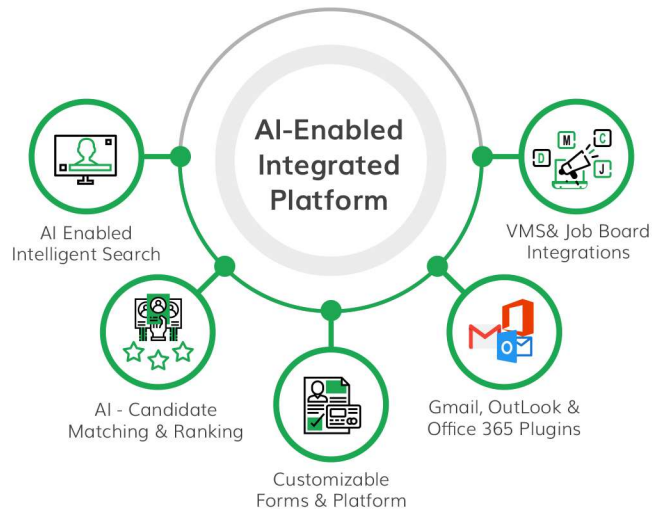 AI-Enabled
Integrated
Platform
AI Enabled
Intelligent Search
AI - Candidate
Matching & Ranking
Customizable
Forms & Platform
Gmail, OutLook &
Office 365 Plugins
D
M
C
J
VMS& Job Board
Integrations
O